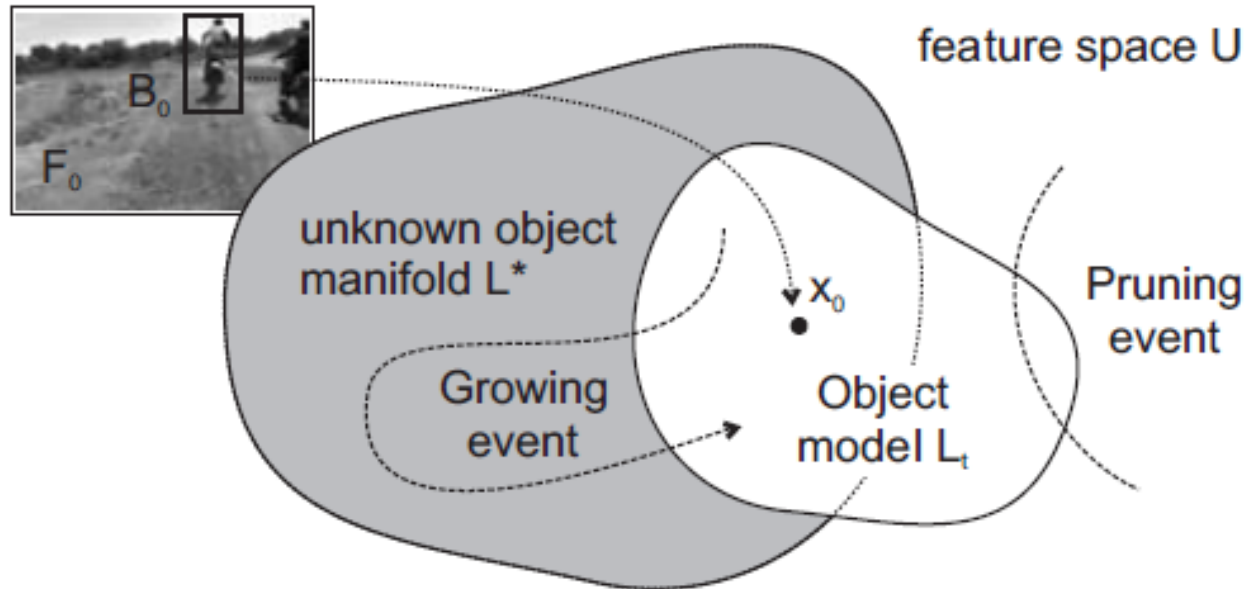 feature space U
B₀
F₀
unknown object
manifold L*
x₀
Pruning
event
Growing
event
Object
model Lₜ